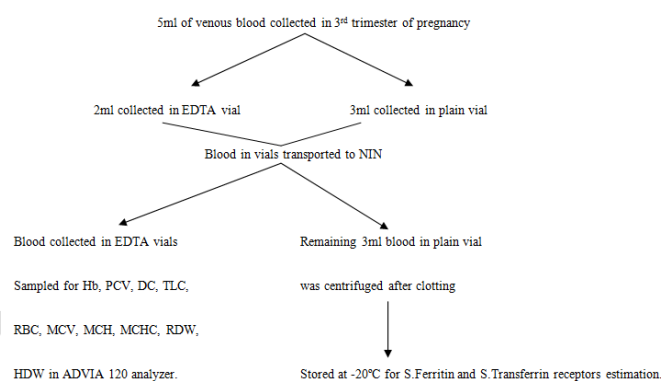 5ml of venous blood collected in 3rd trimester of pregnancy
2ml collected in EDTA vial
3ml collected in plain vial
Blood in vials transported to NIN
Blood collected in EDTA vials
Sampled for Hb, PCV, DC, TLC,
RBC, MCV, MCH, MCHC, RDW,
HDW in ADVIA 120 analyzer.
Remaining 3ml blood in plain vial
was centrifuged after clotting
Stored at -20ºC for S.Ferritin and S.Transferrin receptors estimation.